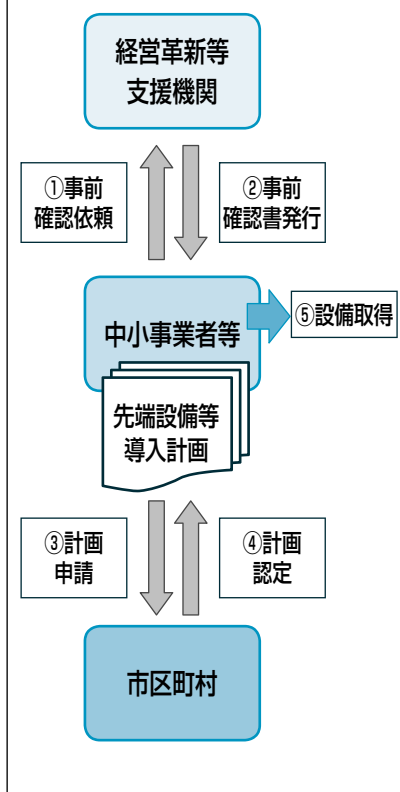 経営革新等
支援機関
①事前
確認依頼
②事前
確認書発行
中小事業者等
⑤設備取得
先端設備等
導入計画
③計画
申請
④計画
認定
市区町村